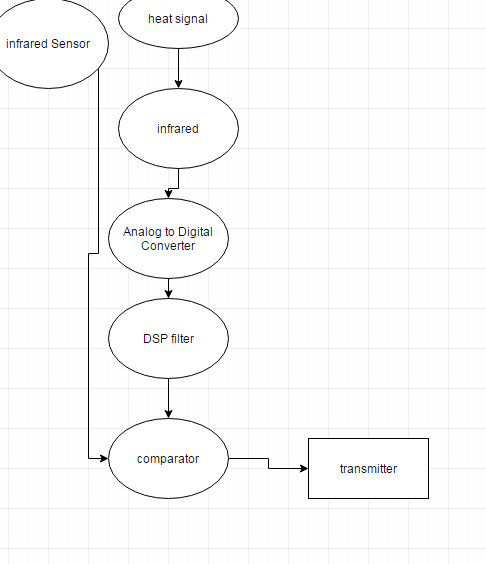 heat signal
infrared Sensor
infrared
Analog to Digital
Converter
DSP filter
comparator
transmitter